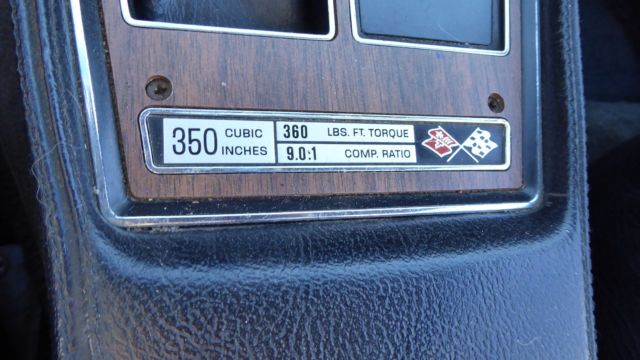 350 CUBIC INCHES
360 LBS. FT. TORQUE
9.0:1 COMP. RATIO